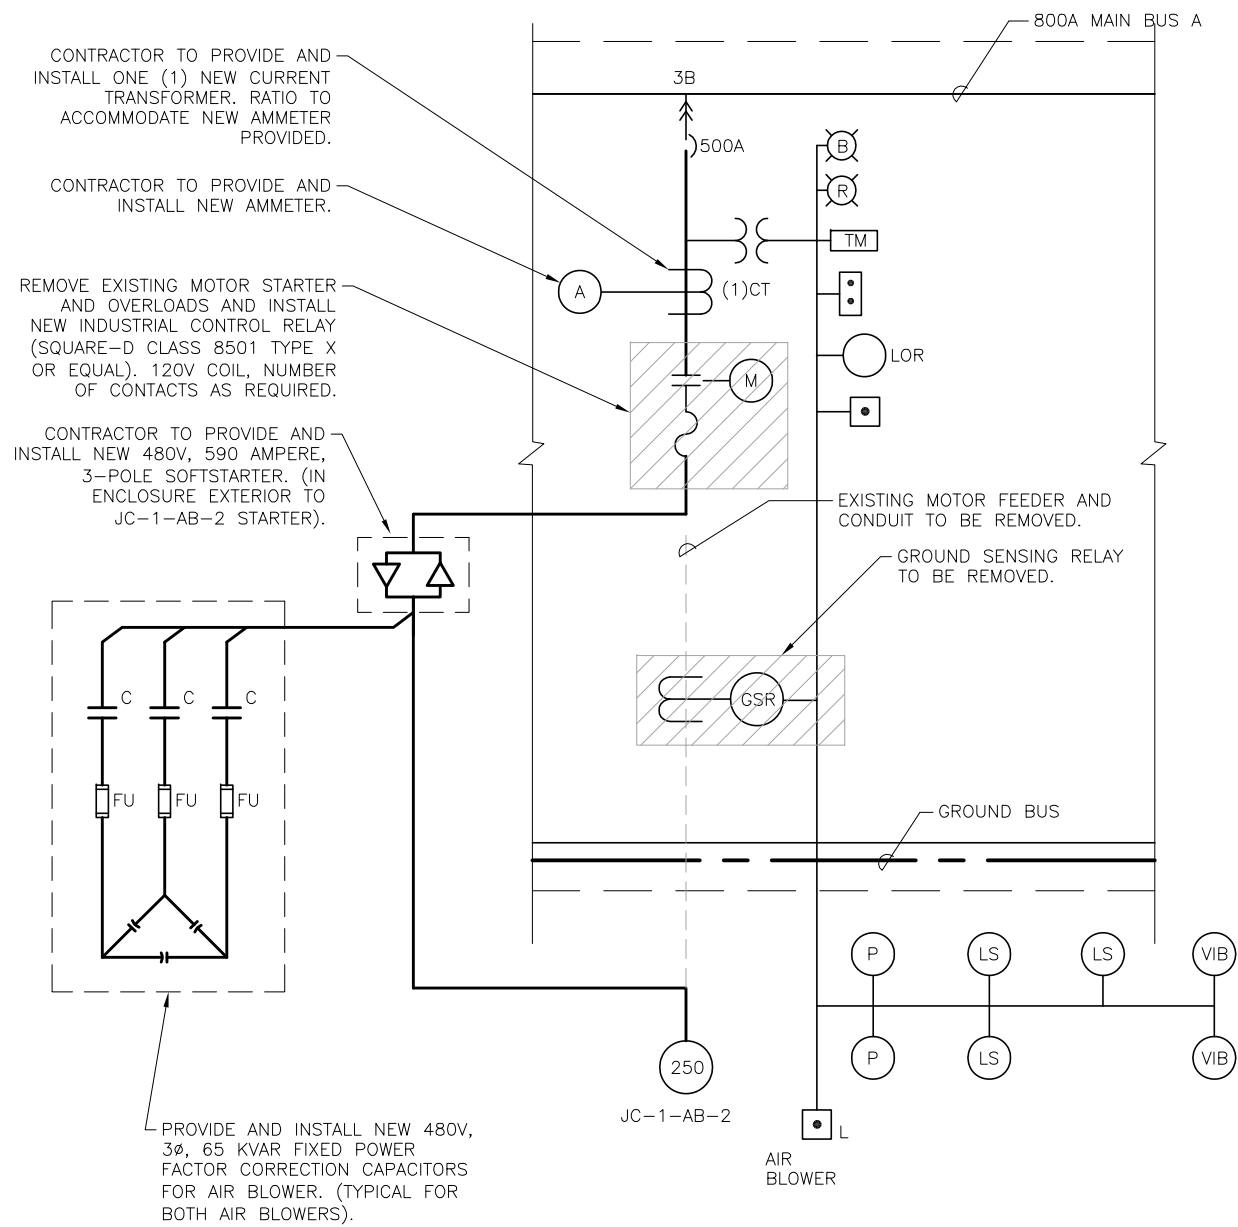 800A MAIN BUS A
CONTRACTOR TO PROVIDE AND
INSTALL ONE (1) NEW CURRENT
TRANSFORMER. RATIO TO
ACCOMMODATE NEW AMMETER
PROVIDED.
3B
500A
B
R
TM
CONTRACTOR TO PROVIDE AND
INSTALL NEW AMMETER.
A
(1)CT
REMOVE EXISTING MOTOR STARTER
AND OVERLOADS AND INSTALL
NEW INDUSTRIAL CONTROL RELAY
(SQUARE-D CLASS 8501 TYPE X
OR EQUAL). 120V COIL, NUMBER
OF CONTACTS AS REQUIRED.
M
LOR
CONTRACTOR TO PROVIDE AND
INSTALL NEW 480V, 590 AMPERE,
3-POLE SOFTSTARTER. (IN
ENCLOSURE EXTERIOR TO
JC-1-AB-2 STARTER).
EXISTING MOTOR FEEDER AND
CONDUIT TO BE REMOVED.
GROUND SENSING RELAY
TO BE REMOVED.
GSR
C
C
C
FU
FU
FU
GROUND BUS
P
LS
LS
VIB
P
LS
VIB
250
JC-1-AB-2
L
AIR
BLOWER
PROVIDE AND INSTALL NEW 480V,
3ø, 65 KVAR FIXED POWER
FACTOR CORRECTION CAPACITORS
FOR AIR BLOWER. (TYPICAL FOR
BOTH AIR BLOWERS).